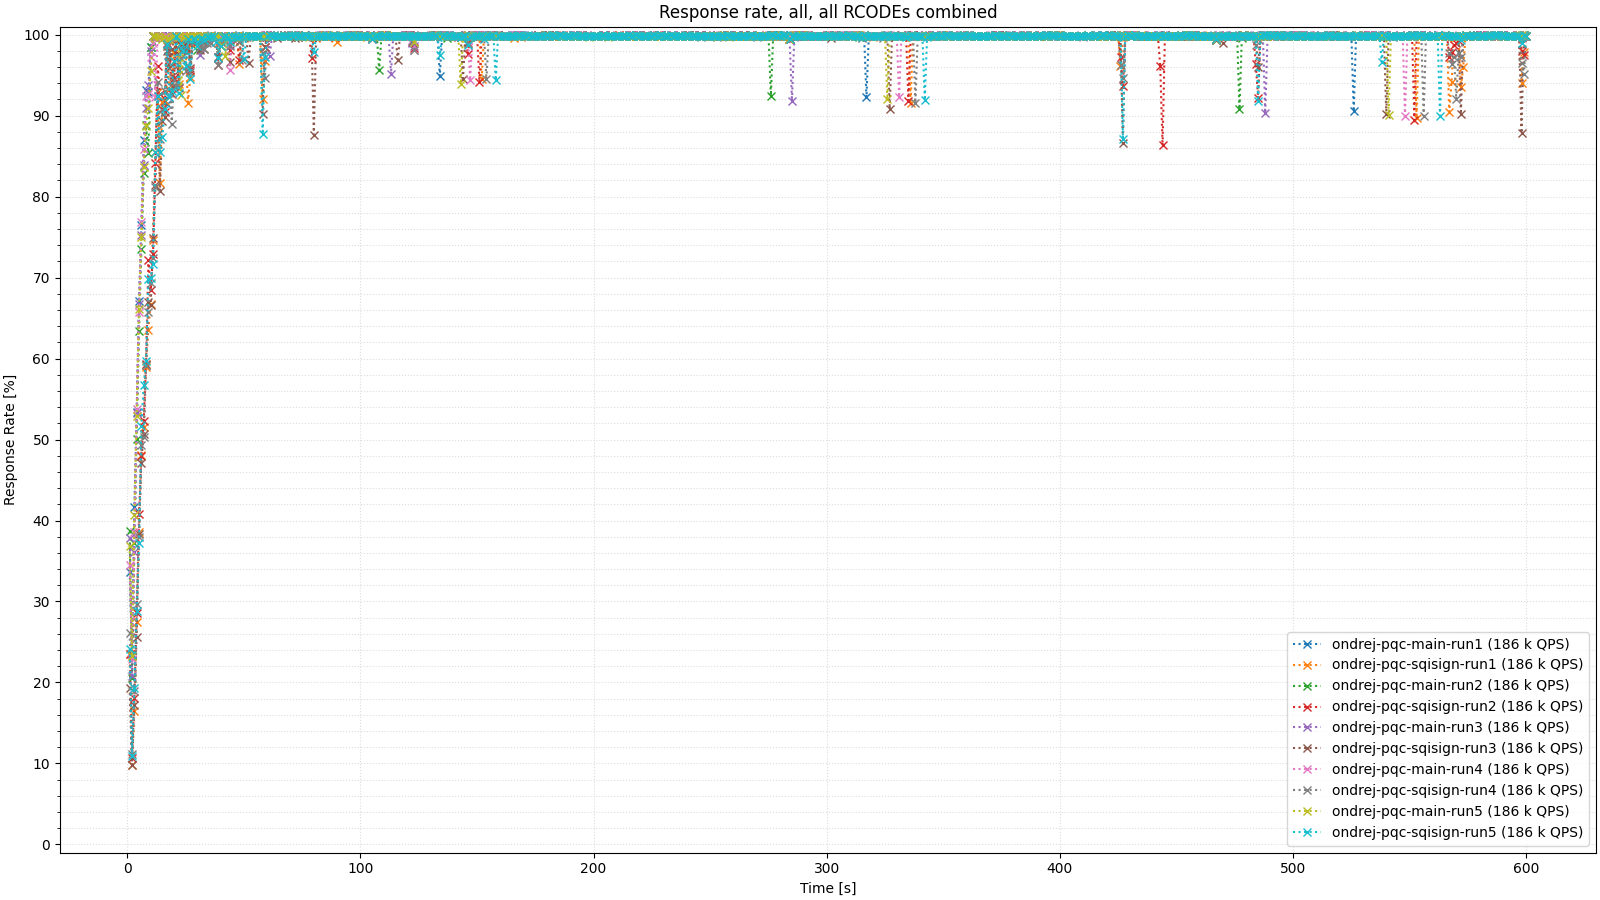 Response rate, all, all RCODEs combined
Response Rate [%]
100
90
80
70
60
50
40
30
20
10
0
0 100 200 300 400 500 600
Time [s]
ondrej-pqc-main-run1 (186 k QPS)
ondrej-pqc-sqisign-run1 (186 k QPS)
ondrej-pqc-main-run2 (186 k QPS)
ondrej-pqc-sqisign-run2 (186 k QPS)
ondrej-pqc-main-run3 (186 k QPS)
ondrej-pqc-sqisign-run3 (186 k QPS)
ondrej-pqc-main-run4 (186 k QPS)
ondrej-pqc-sqisign-run4 (186 k QPS)
ondrej-pqc-main-run5 (186 k QPS)
ondrej-pqc-sqisign-run5 (186 k QPS)